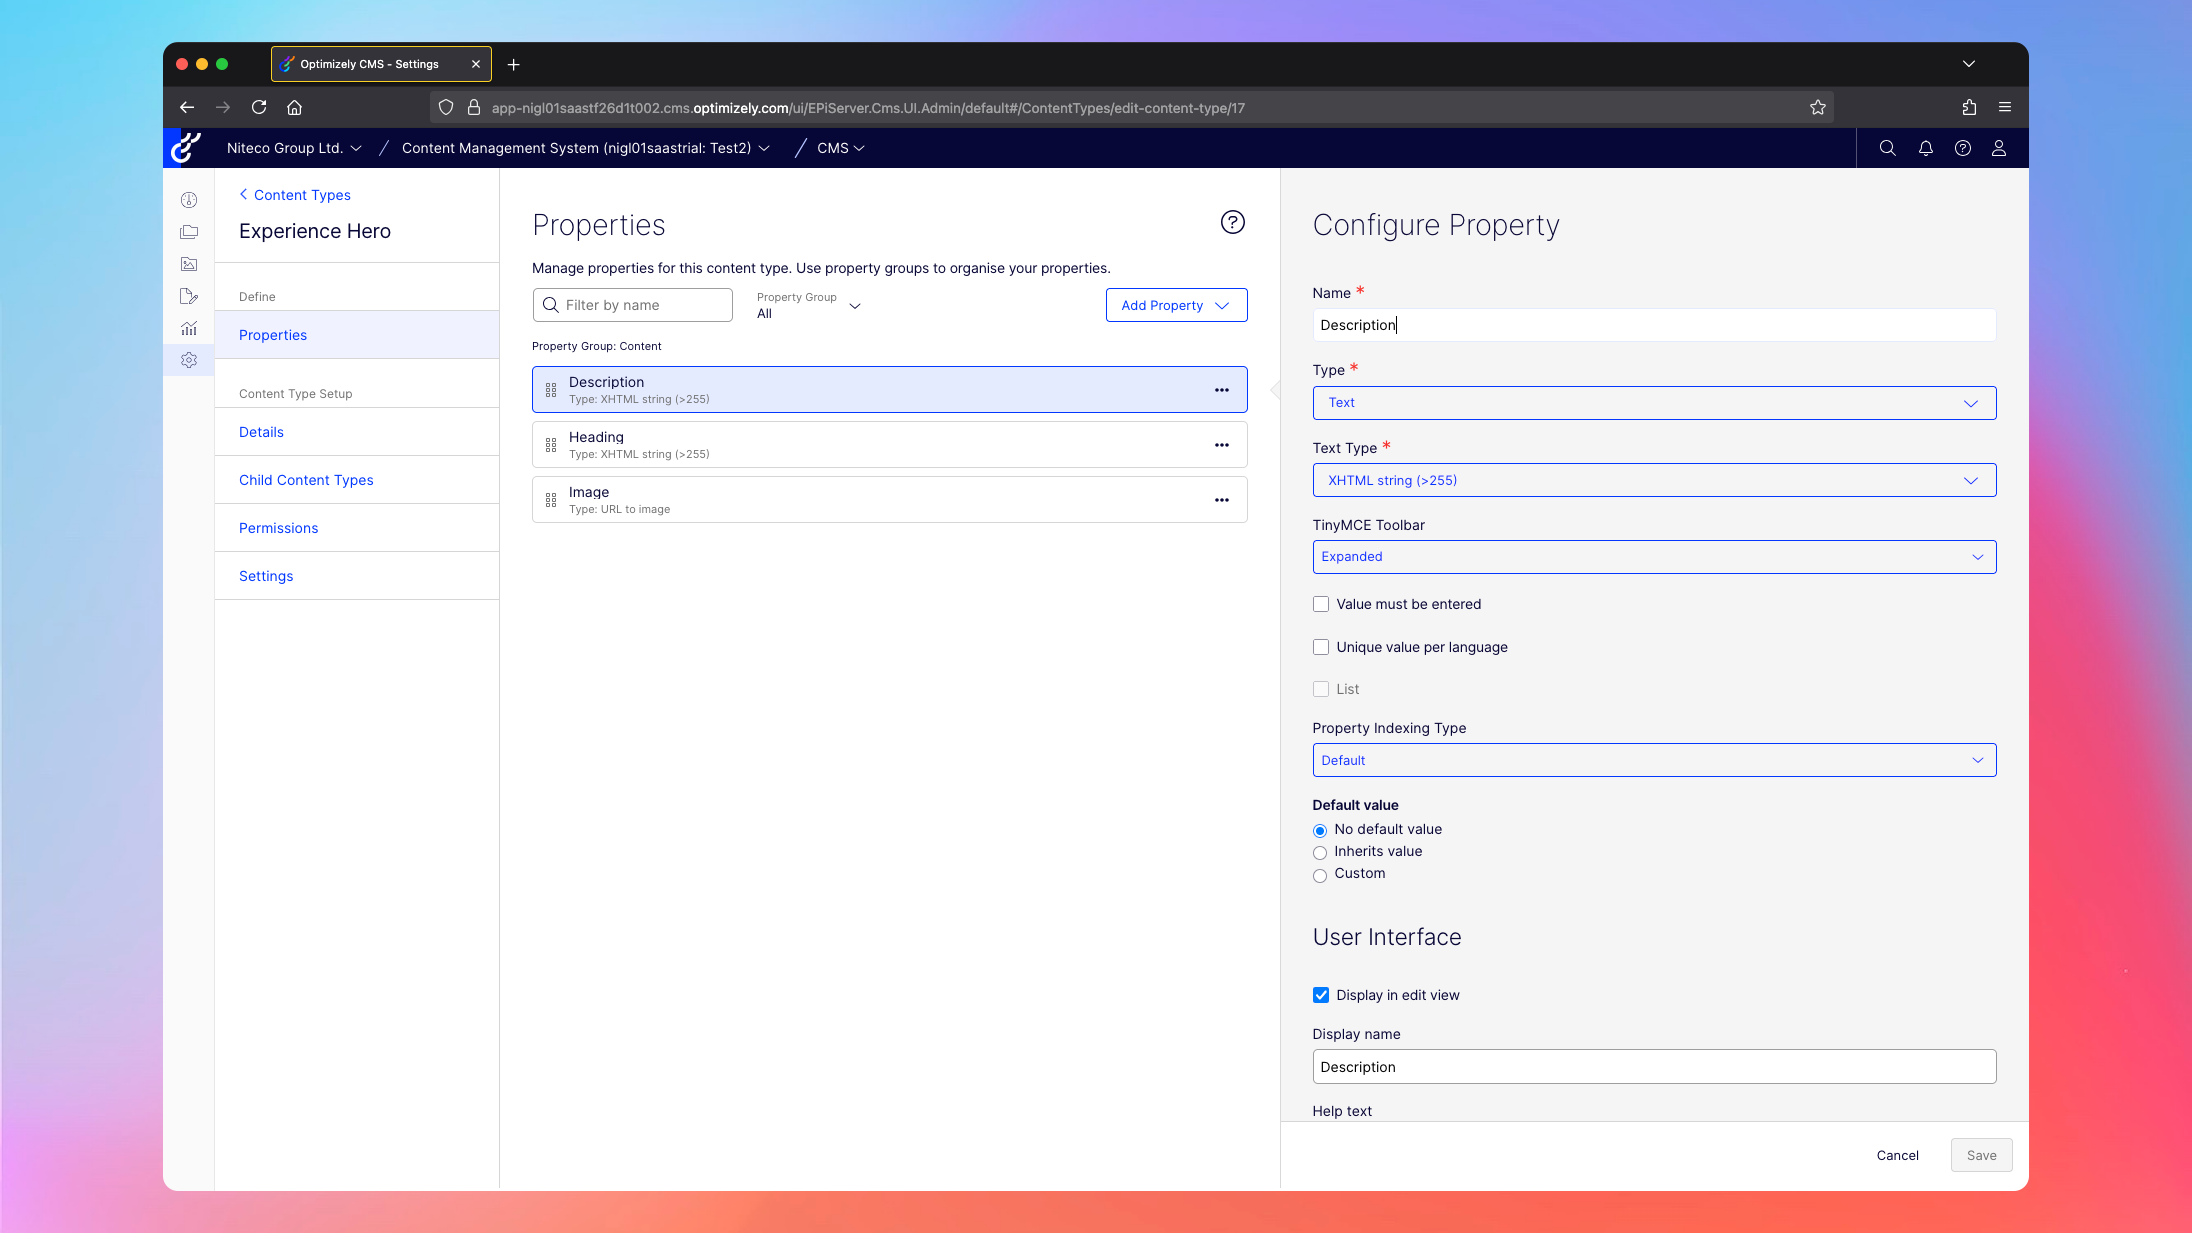 Optimizely CMS - Settings
app-nigl01saastf26d1t002.cms.optimizely.com/ui/EPiServer.Cms.UI.Admin/default#/ContentTypes/edit-content-type/17
Niteco Group Ltd.
Content Management System (nigl01saastrial: Test2)
CMS
Content Types
Experience Hero
Define
Properties
Content Type Setup
Details
Child Content Types
Permissions
Settings
Properties
Manage properties for this content type. Use property groups to organise your properties.
Filter by name
Property Group
All
Add Property
Property Group: Content
Description
Type: XHTML string (>255)
Heading
Type: XHTML string (>255)
Image
Type: URL to image
Configure Property
Name *
Description
Type *
Text
Text Type *
XHTML string (>255)
TinyMCE Toolbar
Expanded
Value must be entered
Unique value per language
List
Property Indexing Type
Default
Default value
No default value
Inherits value
Custom
User Interface
Display in edit view
Display name
Description
Help text
Cancel
Save